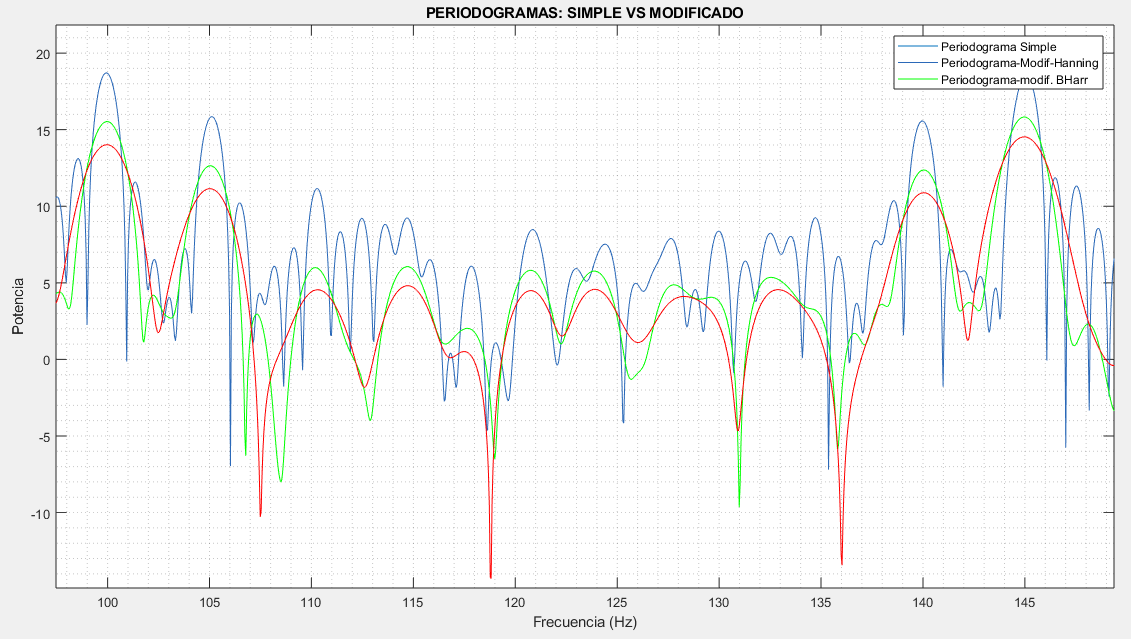 PERIODOGRAMAS: SIMPLE VS MODIFICADO
Periodograma Simple
Periodograma-Modif-Hanning
Periodograma-modif. BHarr
Potencia
20
15
10
5
0
-5
-10
100 105 110 115 120 125 130 135 140 145
Frecuencia (Hz)